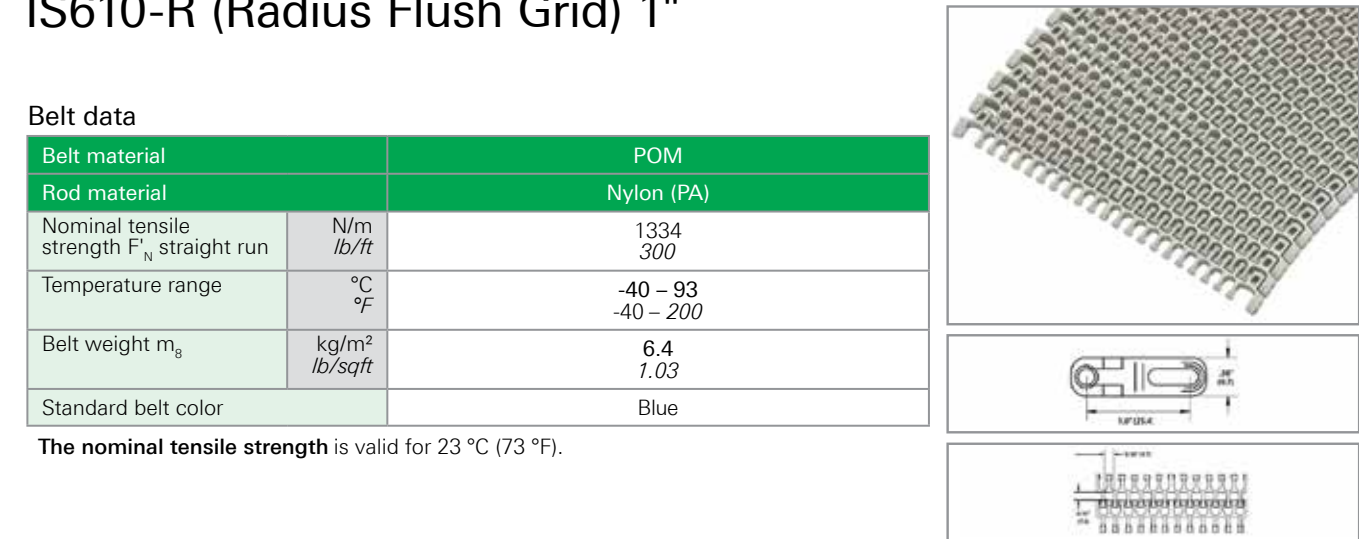 IS610-R (Radius Flush Grid) 1"
Belt data
Belt material POM
Rod material Nylon (PA)
Nominal tensile N/m 1334
strength F'N straight run lb/ft 300
Temperature range °C -40 – 93
°F -40 – 200
Belt weight m8 kg/m² 6.4
lb/sqft 1.03
Standard belt color Blue
The nominal tensile strength is valid for 23 °C (73 °F).